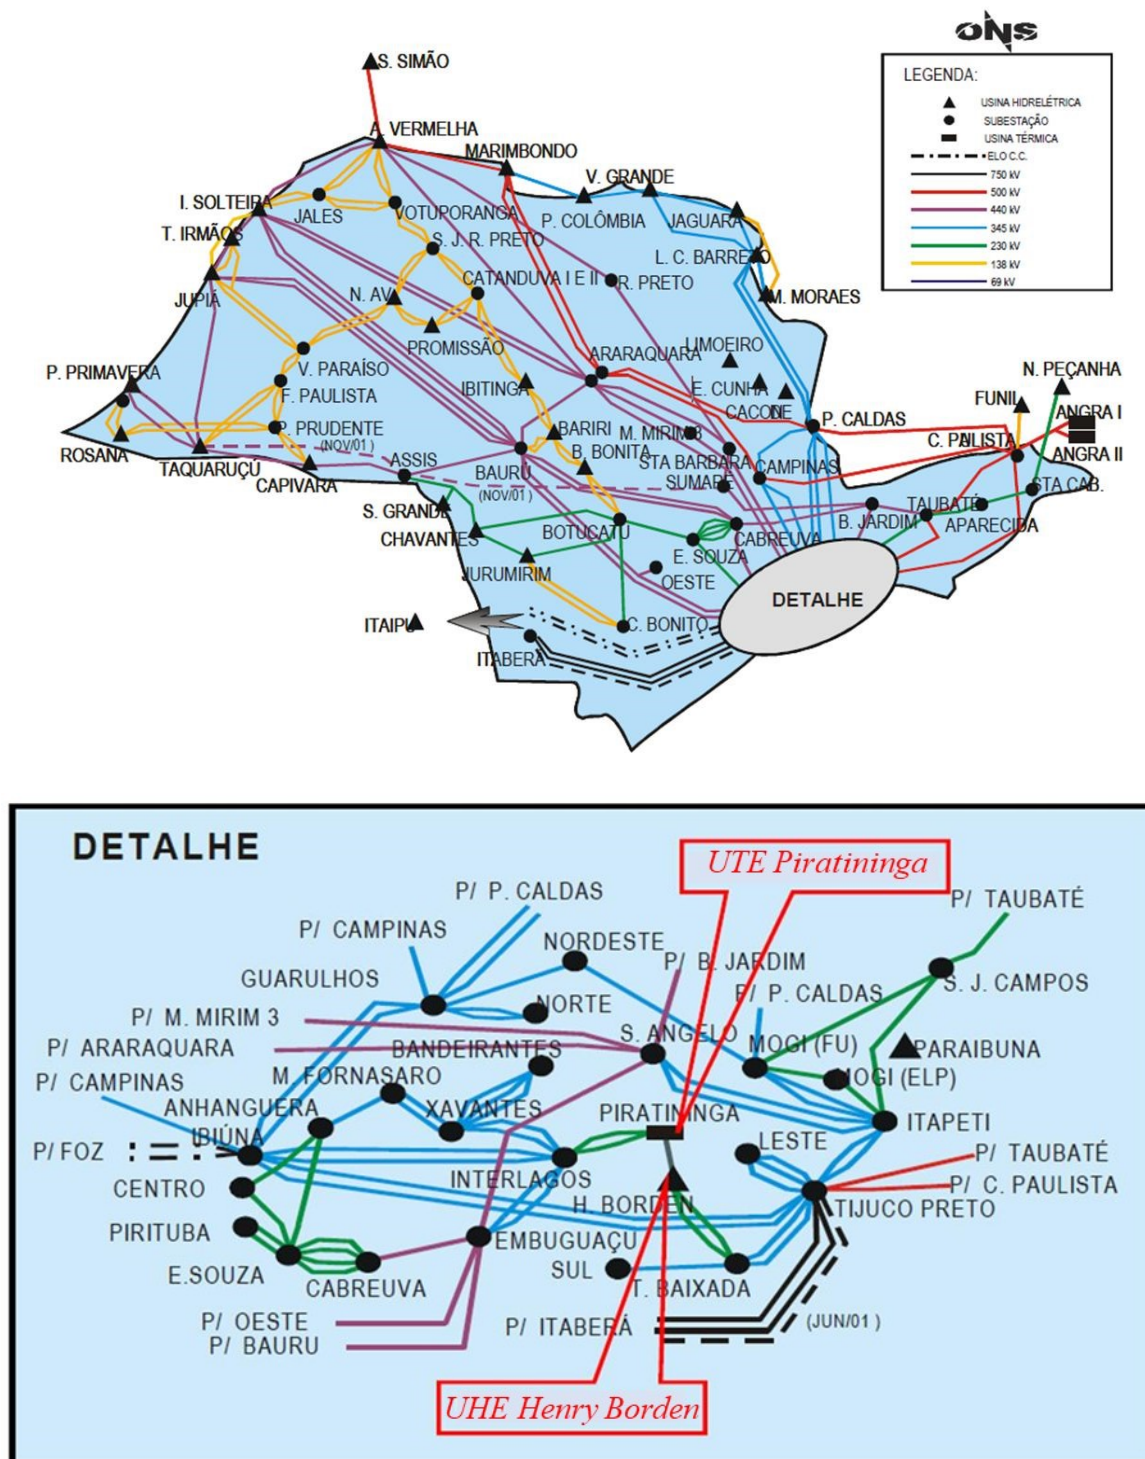 ONS
LEGENDA:
USINA HIDRELÉTRICA
SUBESTAÇÃO
USINA TÉRMICA
ELO C.C.
750 kV
500 kV
440 kV
345 kV
230 kV
138 kV
69 kV
S. SIMÃO
A. VERMELHA
MARIMBONDO
V. GRANDE
I. SOLTEIRA
JALES
VOTUPORANGA
P. COLÔMBIA
JAGUARA
T. IRMÃOS
S. J. R. PRETO
L. C. BARRETO
JUPIÁ
N. AV
CATANDUVA I E II
R. PRETO
M. MORAES
PROMISSÃO
V. PARAÍSO
ARARAQUARA
LIMOEIRO
P. PRIMAVERA
F. PAULISTA
IBITINGA
E. CUNHA
CACONDE
N. PEÇANHA
FUNIL
ANGRA I
P. CALDAS
ROSANA
P. PRUDENTE
(NOV/01)
BARIRI
M. MIRIM 3
C. PAULISTA
ANGRA II
TAQUARUÇÚ
CAPIVARA
ASSIS
BAURÚ
(NOV/01)
B. BONITA
STA BARBARA
SUMARÉ
CAMPINAS
STA CAB.
S. GRANDE
CHAVANTES
BOTUCATU
CABREUVA
B. JARDIM
TAUBATÉ
APARECIDA
JURUMIRIM
E. SOUZA
OESTE
DETALHE
ITAIPU
C. BONITO
ITABERÁ
DETALHE
UTE Piratininga
P/ P. CALDAS
P/ TAUBATÉ
P/ CAMPINAS
NORDESTE
P/ B. JARDIM
GUARULHOS
P/ P. CALDAS
S. J. CAMPOS
P/ M. MIRIM 3
NORTE
S. ANGELO
MOGI (FU)
PARAIBUNA
P/ ARARAQUARA
BANDEIRANTES
MOGI (ELP)
P/ CAMPINAS
M. FORNASARO
ANHANGUERA
XAVANTES
PIRATININGA
ITAPETI
IBIÚNA
LESTE
P/ FOZ
P/ TAUBATÉ
CENTRO
INTERLAGOS
H. BORDEN
P/ C. PAULISTA
TIJUCO PRETO
PIRITUBA
EMBUGUAÇU
E.SOUZA
CABREUVA
SUL
T. BAIXADA
P/ OESTE
P/ ITABERÁ
(JUN/01 )
P/ BAURU
UHE Henry Borden